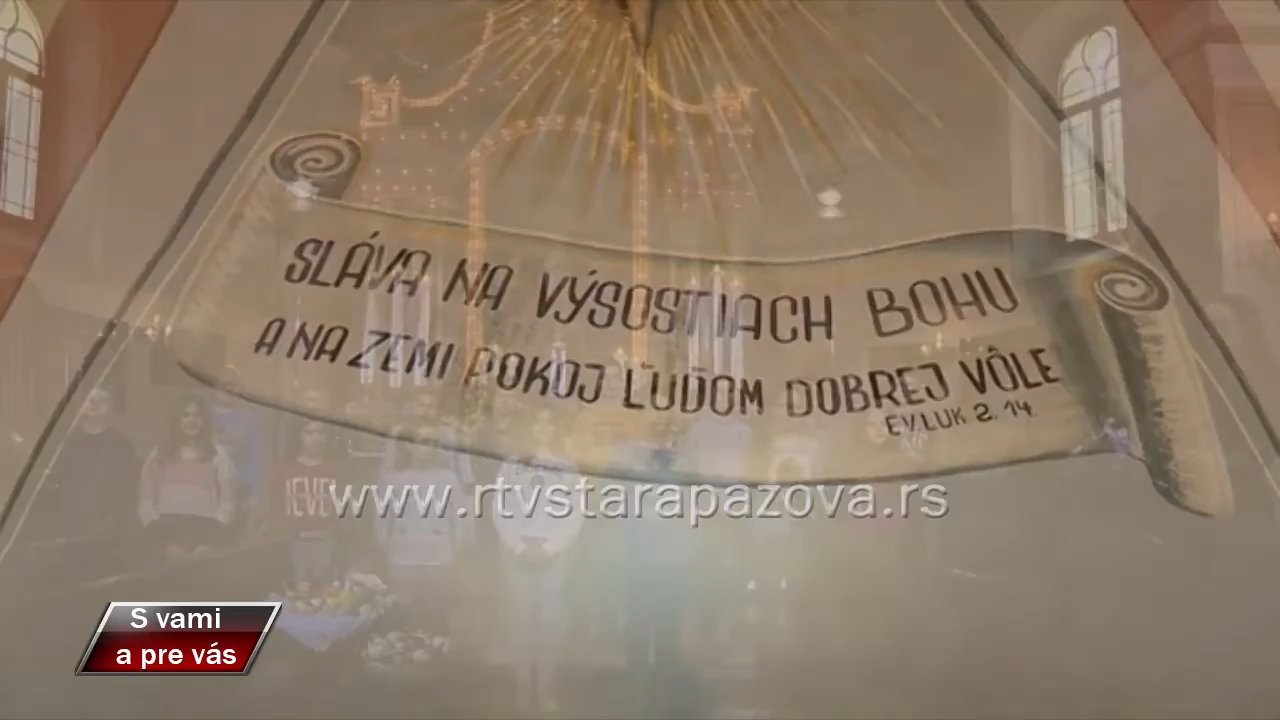 SLÁVA NA VÝSOSTIACH BOHU
A NA ZEMI POKOJ ĽUĎOM DOBREJ VÔLE
EV. LUK 2. 14
www.rtvstarapazova.rs
S vami
a pre vás